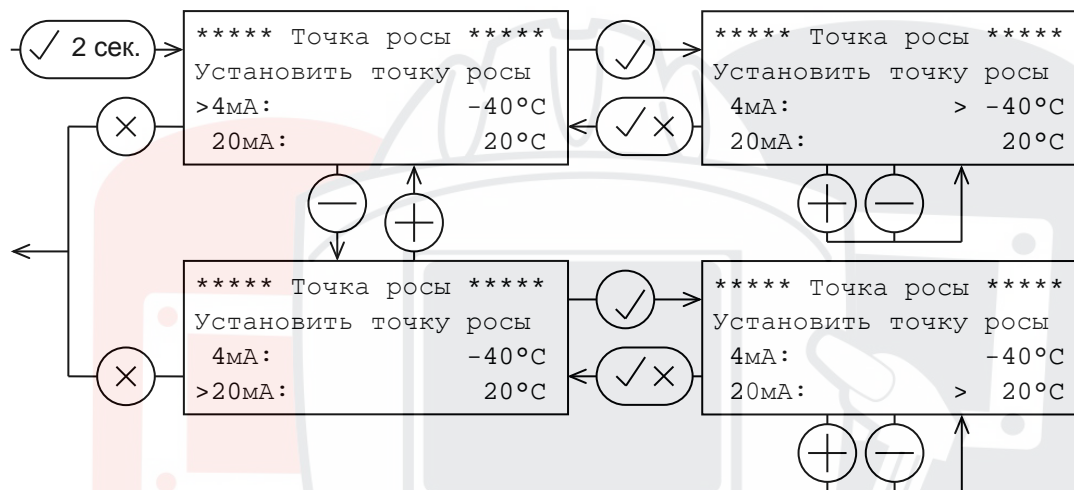 ✓ 2 сек.
***** Точка росы *****
Установить точку росы
>4мА: -40°C
20мА: 20°C
***** Точка росы *****
Установить точку росы
4мА: > -40°C
20мА: 20°C
***** Точка росы *****
Установить точку росы
4мА: -40°C
>20мА: 20°C
***** Точка росы *****
Установить точку росы
4мА: -40°C
20мА: > 20°C